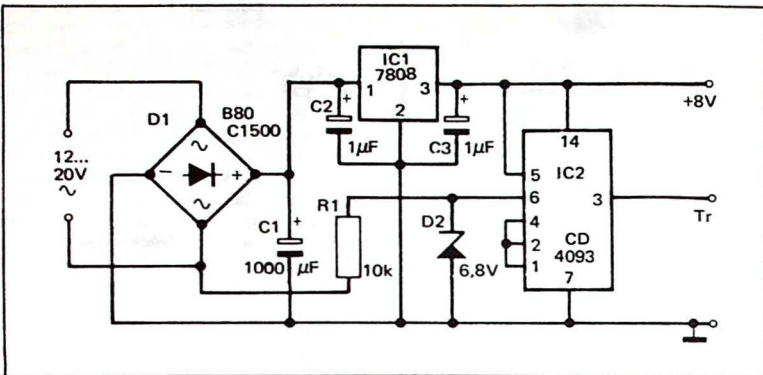 IC1
7808
1
3
2
+8V
D1
B80
C1500
C2
+
1µF
C3
+
1µF
14
12...
20V
~
~
−
+
~
5
IC2
6
3
Tr
4
2
CD
4093
1
7
R1
10k
D2
6,8V
C1
+
1000 µF